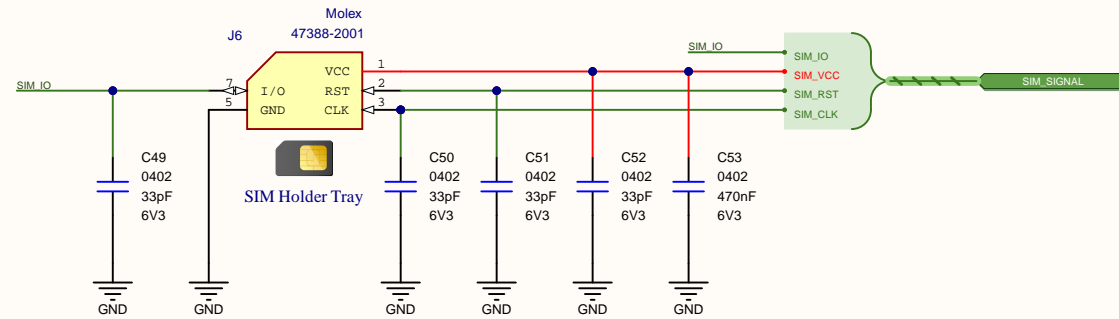 Molex
J6
47388-2001
SIM_IO
SIM_IO
SIM_IO
1
VCC
SIM_VCC
SIM_SIGNAL
SIM_IO
7
I/O
RST
2
SIM_RST
5
GND
CLK
3
SIM_CLK
C49
0402
33pF
6V3
SIM Holder Tray
C50
0402
33pF
6V3
C51
0402
33pF
6V3
C52
0402
33pF
6V3
C53
0402
470nF
6V3
GND
GND
GND
GND
GND
GND